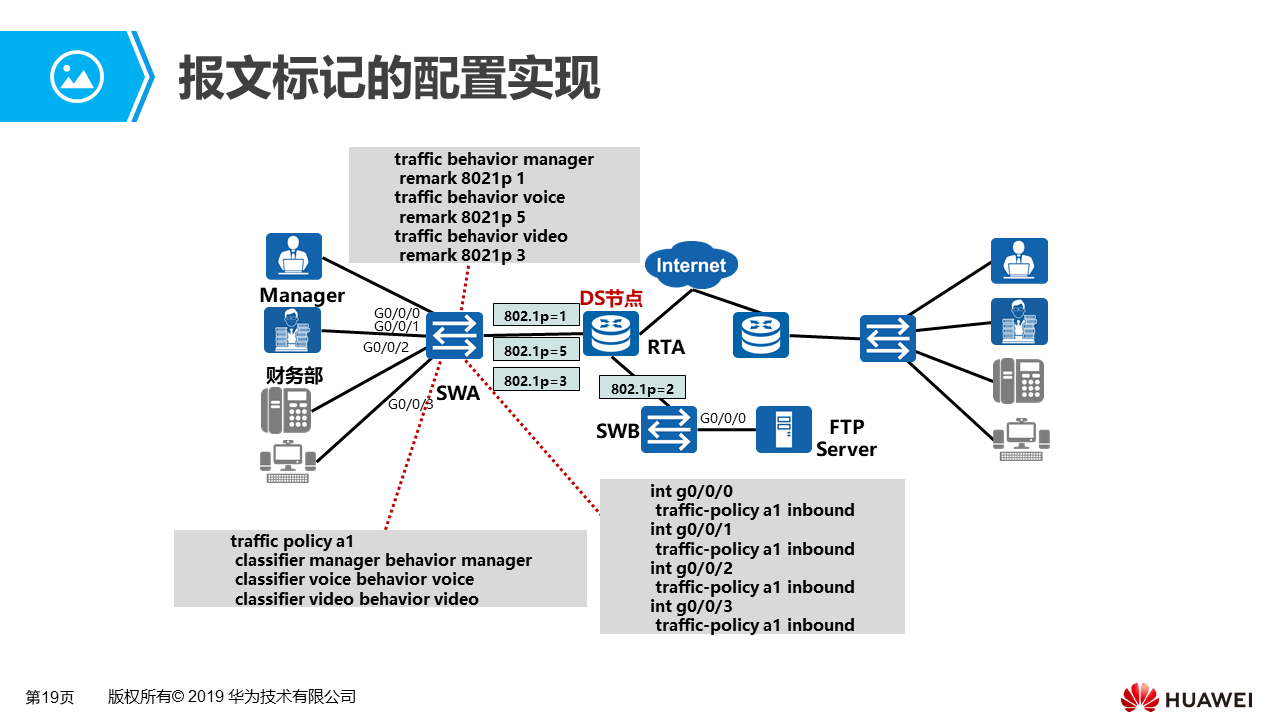 报文标记的配置实现
traffic behavior manager
remark 8021p 1
traffic behavior voice
remark 8021p 5
traffic behavior video
remark 8021p 3
Internet
Manager
G0/0/0
G0/0/1
G0/0/2
G0/0/3
财务部
SWA
802.1p=1
802.1p=5
802.1p=3
DS节点
RTA
802.1p=2
SWB
G0/0/0
FTP
Server
traffic policy a1
classifier manager behavior manager
classifier voice behavior voice
classifier video behavior video
int g0/0/0
traffic-policy a1 inbound
int g0/0/1
traffic-policy a1 inbound
int g0/0/2
traffic-policy a1 inbound
int g0/0/3
traffic-policy a1 inbound
第19页
版权所有© 2019 华为技术有限公司
HUAWEI